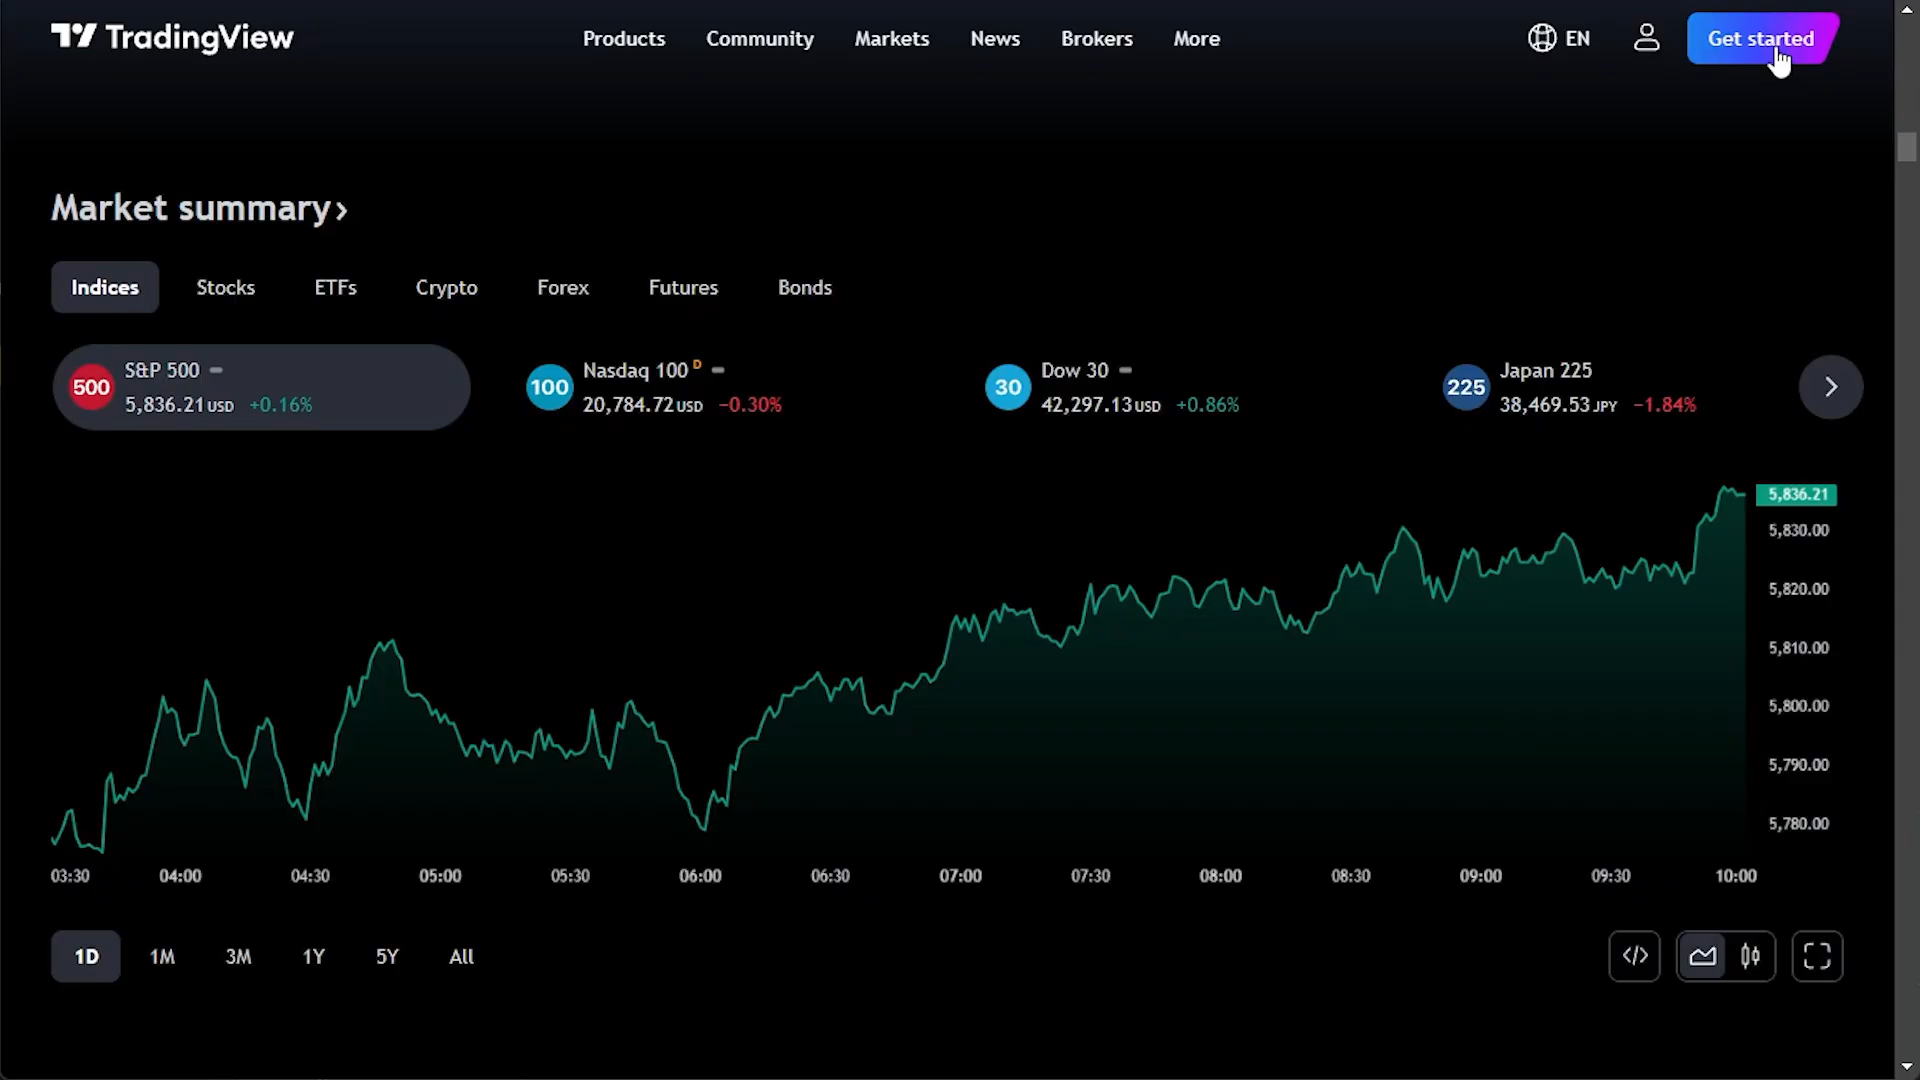 TradingView
Products Community Markets News Brokers More
EN
Get started
Market summary
Indices Stocks ETFs Crypto Forex Futures Bonds
500 S&P 500
5,836.21 USD +0.16%
100 Nasdaq 100 D
20,784.72 USD −0.30%
30 Dow 30
42,297.13 USD +0.86%
225 Japan 225
38,469.53 JPY −1.84%
5,836.21
5,830.00
5,820.00
5,810.00
5,800.00
5,790.00
5,780.00
03:30 04:00 04:30 05:00 05:30 06:00 06:30 07:00 07:30 08:00 08:30 09:00 09:30 10:00
1D 1M 3M 1Y 5Y All